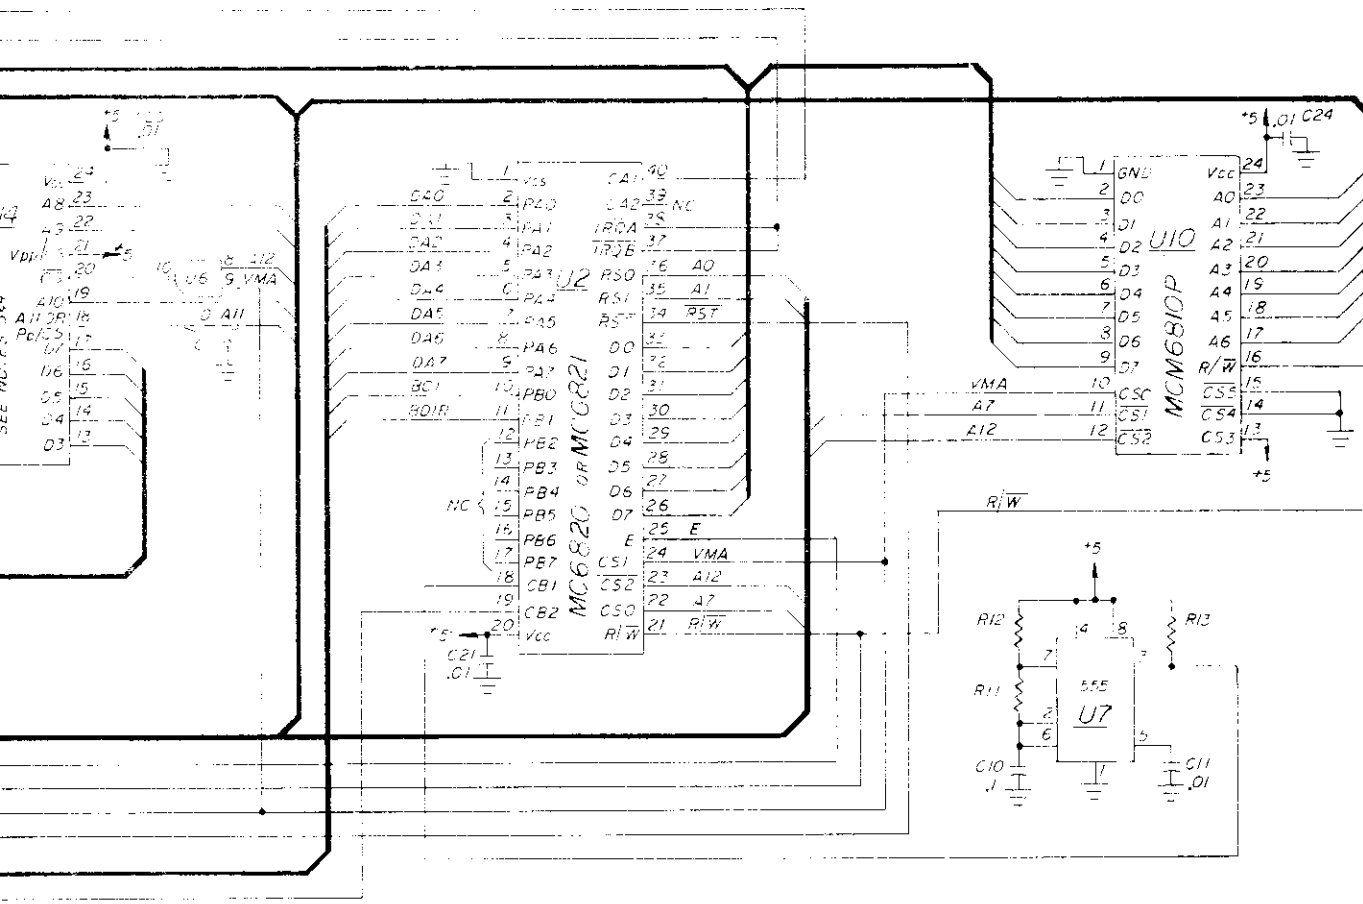 +5
.01
24
A8 23
A9 22
Vpp 21 +5
20
A10 19
18
17
D6 16
D5 15
D4 14
D3 13
10 U6 8 A12
9 VMA
A11
U2
MC6820 OR MC6821
1 VSS
DA0 2 PA0
DA1 3 PA1
DA2 4 PA2
DA3 5 PA3
DA4 6 PA4
DA5 7 PA5
DA6 8 PA6
DA7 9 PA7
BC1 10 PB0
BDIR 11 PB1
12 PB2
13 PB3
14 PB4
NC 15 PB5
16 PB6
17 PB7
18 CB1
19 CB2
+5 20 Vcc
C21
.01
CA1 40
CA2 39 NC
IRQA 38
IRQB 37
RS0 36 A0
RS1 35 A1
RST 34 RST
D0 33
D1 32
D2 31
D3 30
D4 29
D5 28
D6 27
D7 26
E 25 E
CS1 24 VMA
CS2 23 A12
CS0 22 A7
R/W 21 R/W
+5 .01 C24
U10
MCM6810P
1 GND
2 D0
3 D1
4 D2
5 D3
6 D4
7 D5
8 D6
9 D7
VMA 10 CS0
A7 11 CS1
A12 12 CS2
Vcc 24
A0 23
A1 22
A2 21
A3 20
A4 19
A5 18
A6 17
R/W 16
CS5 15
CS4 14
CS3 13
+5
R/W
+5
R12
4 8
R13
7
3
R11
555
U7
2
6
5
C10
.1
1
C11
.01